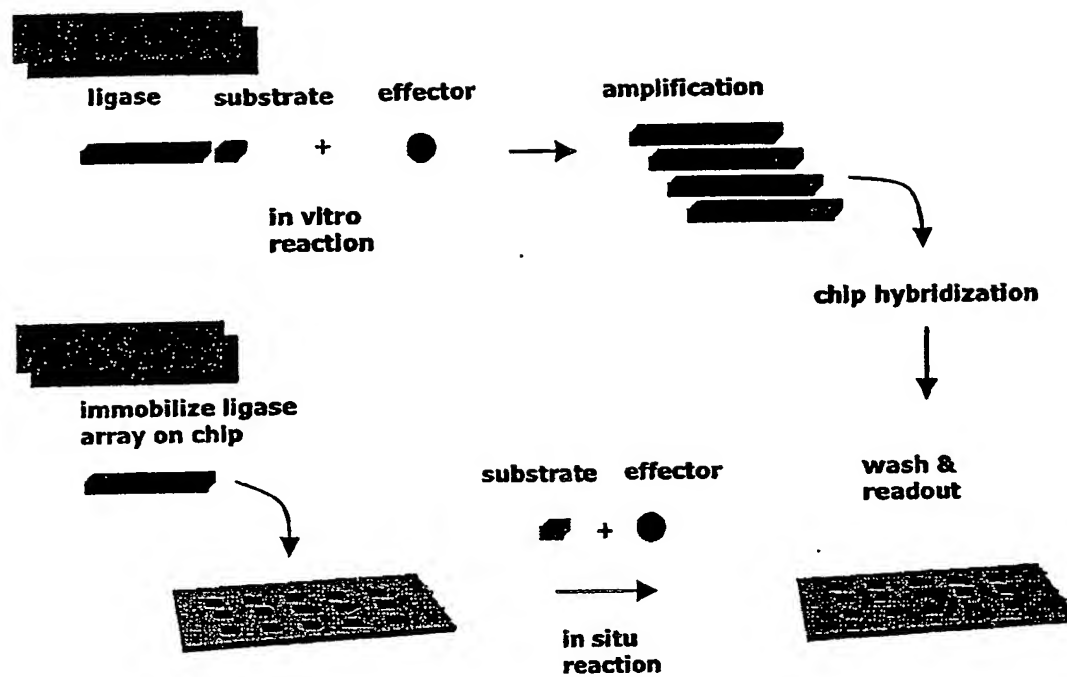 ligase substrate effector
+
in vitro
reaction
amplification
chip hybridization
immobilize ligase
array on chip
substrate effector
+
in situ
reaction
wash &
readout